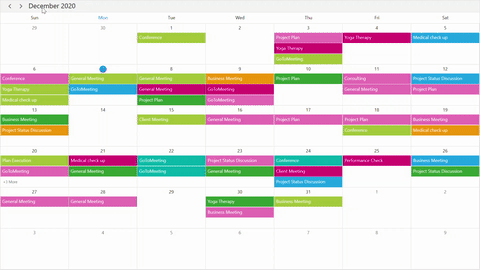 December 2020
Sun Mon Tue Wed Thu Fri Sat
29 30 1 2 3 4 5
Conference Project Plan Yoga Therapy Medical check up
Yoga Therapy
GoToMeeting
6 8 9 10 11 12
Conference General Meeting General Meeting Business Meeting Project Plan Consulting Project Status Discussion
Yoga Therapy GoToMeeting General Meeting GoToMeeting General Meeting Project Plan
Medical check up Project Plan General Meeting
13 14 15 16 17 18 19
Business Meeting Client Meeting General Meeting Project Plan Project Plan Business Meeting
Project Status Discussion Conference Medical check up
20 21 22 23 24 25 26
Plan Execution Medical check up GoToMeeting Project Status Discussion Conference Performance Check Business Meeting
GoToMeeting General Meeting GoToMeeting General Meeting Client Meeting Project Status Discussion
+3 More Project Status Discussion
27 28 29 30 31 1 2
General Meeting General Meeting Yoga Therapy Business Meeting
Business Meeting
3 4 5 6 7 8 9